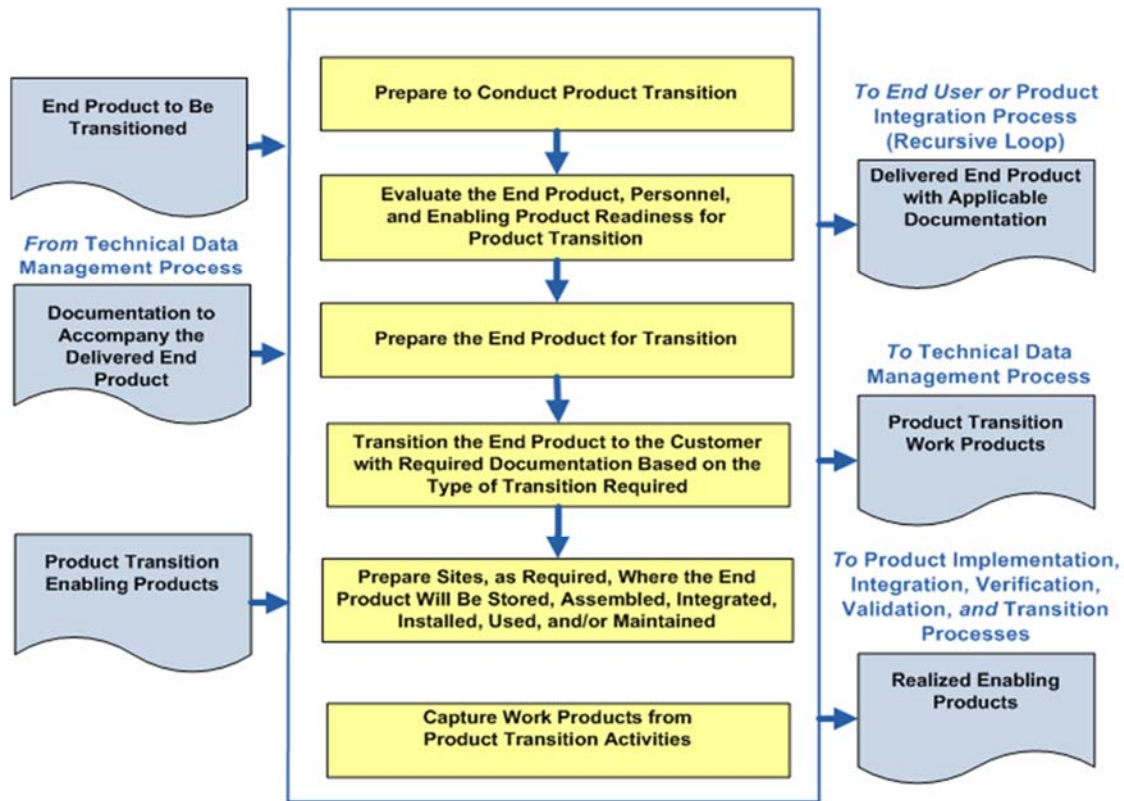 End Product to Be
Transitioned
From Technical Data
Management Process
Documentation to
Accompany the
Delivered End
Product
Product Transition
Enabling Products
Prepare to Conduct Product Transition
Evaluate the End Product, Personnel,
and Enabling Product Readiness for
Product Transition
Prepare the End Product for Transition
Transition the End Product to the Customer
with Required Documentation Based on the
Type of Transition Required
Prepare Sites, as Required, Where the End
Product Will Be Stored, Assembled, Integrated,
Installed, Used, and/or Maintained
Capture Work Products from
Product Transition Activities
To End User or Product
Integration Process
(Recursive Loop)
Delivered End Product
with Applicable
Documentation
To Technical Data
Management Process
Product Transition
Work Products
To Product Implementation,
Integration, Verification,
Validation, and Transition
Processes
Realized Enabling
Products